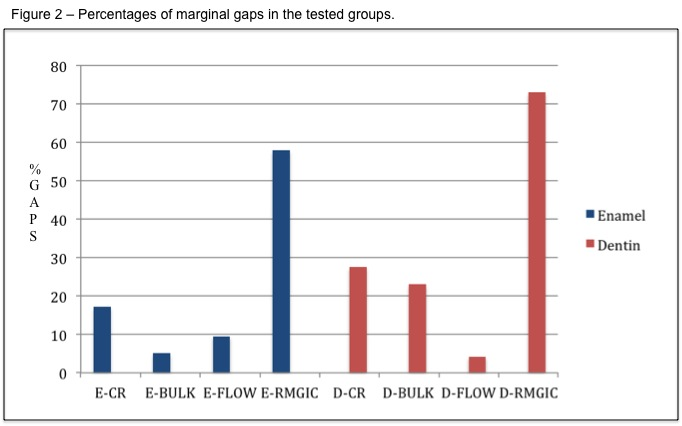 Figure 2 – Percentages of marginal gaps in the tested groups.
80
70
60
50
40
30
20
10
0
%
G
A
P
S
E-CR E-BULK E-FLOW E-RMGIC D-CR D-BULK D-FLOW D-RMGIC
Enamel
Dentin